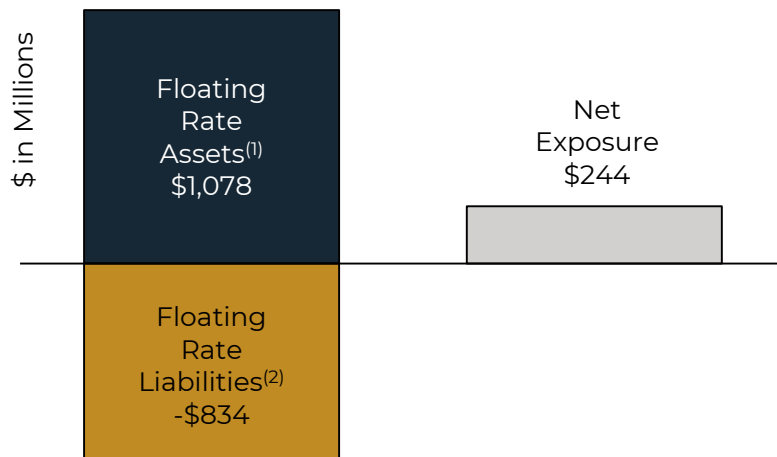 $ in Millions
Floating
Rate
Assets(1)
$1,078
Net
Exposure
$244
Floating
Rate
Liabilities(2)
-$834